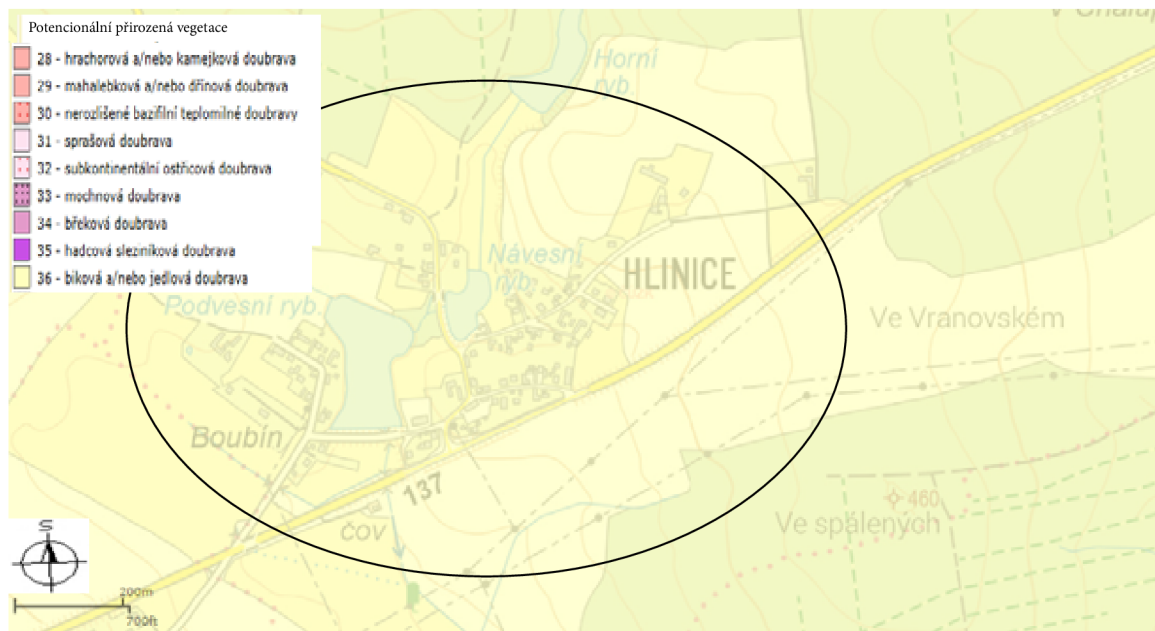 Potencionální přirozená vegetace
28 - hrachorová a/nebo kamejková doubrava
29 - mahalebková a/nebo dřínová doubrava
30 - nerozlišené bazifilní teplomilné doubravy
31 - sprašová doubrava
32 - subkontinentální ostřicová doubrava
33 - mochnová doubrava
34 - břeková doubrava
35 - hadcová sleziníková doubrava
36 - biková a/nebo jedlová doubrava
Horní
ryb.
Návesní
ryb.
HLINICE
Podvesní ryb.
Ve Vranovském
Boubín
137
ČOV
460
Ve spálených
S
200m
700ft